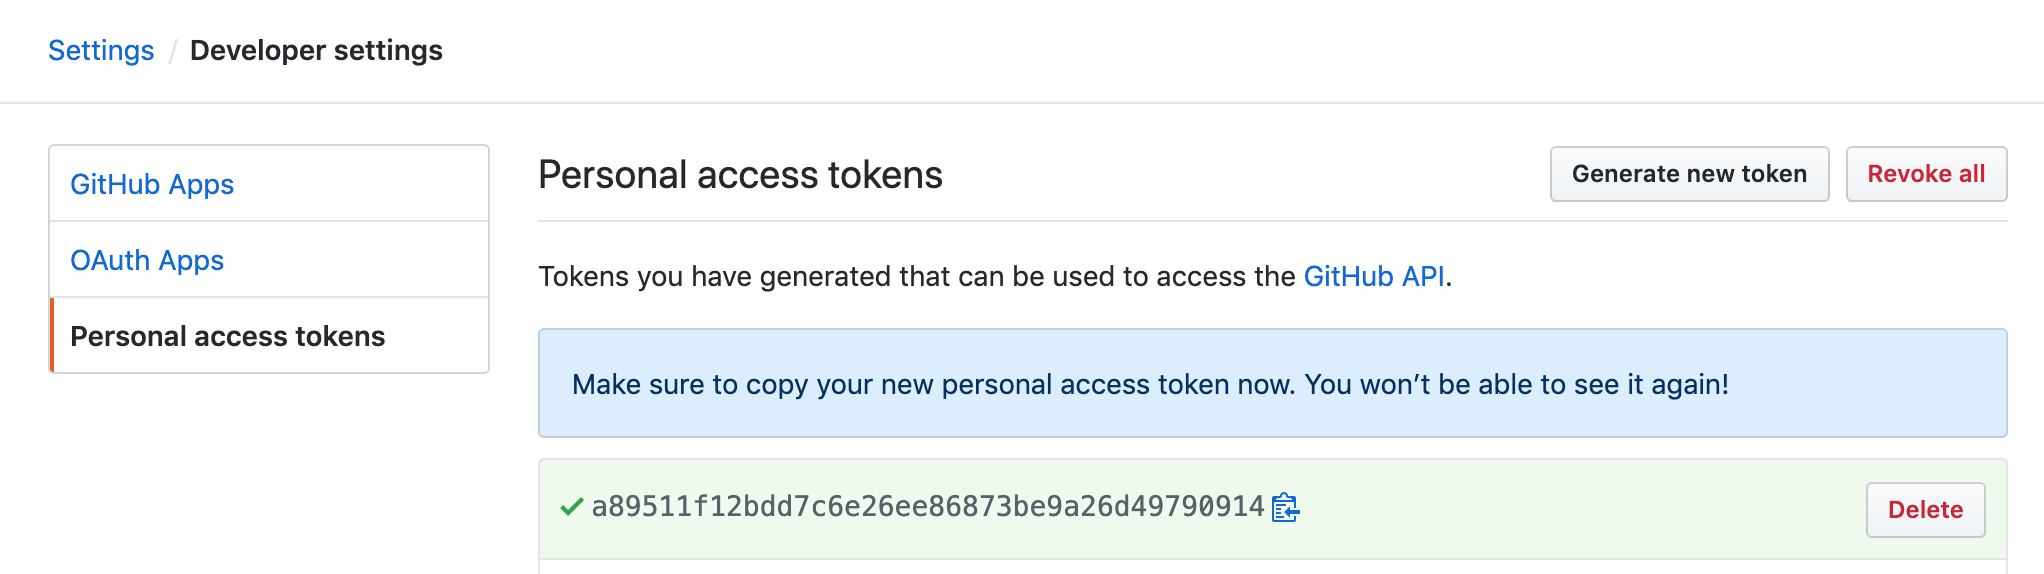 Settings / Developer settings
GitHub Apps
OAuth Apps
Personal access tokens
Personal access tokens
Generate new token
Revoke all
Tokens you have generated that can be used to access the GitHub API.
Make sure to copy your new personal access token now. You won’t be able to see it again!
a89511f12bdd7c6e26ee86873be9a26d49790914
Delete